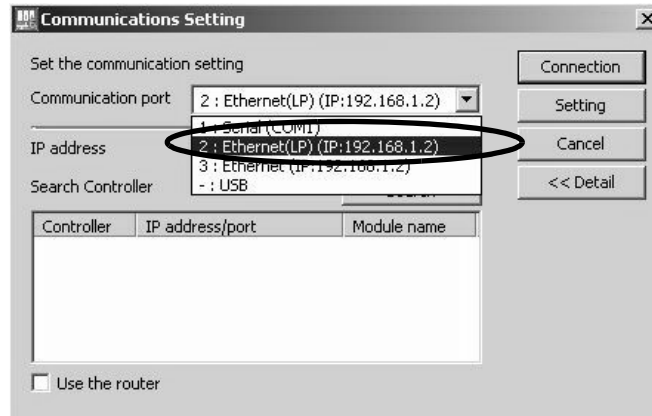 Communications Setting
Set the communication setting
Connection
Communication port
2 : Ethernet(LP) (IP:192.168.1.2)
Setting
1 : Serial (COM1)
IP address
2 : Ethernet(LP) (IP:192.168.1.2)
Cancel
3 : Ethernet (IP:192.168.1.2)
Search Controller
- : USB
Search
<< Detail
Controller
IP address/port
Module name
Use the router